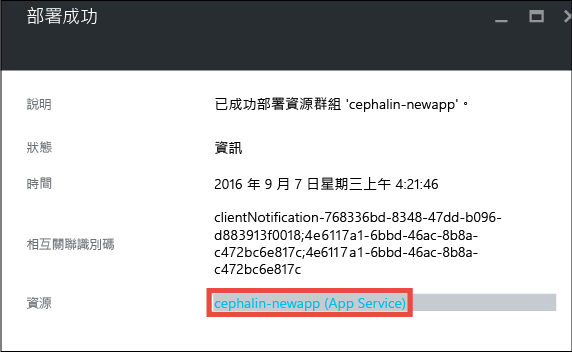 部署成功
說明
已成功部署資源群組 'cephalin-newapp'。
狀態
資訊
時間
2016 年 9 月 7 日星期三上午 4:21:46
相互關聯識別碼
clientNotification-768336bd-8348-47dd-b096-
d883913f0018;4e6117a1-6bbd-46ac-8b8a-
c472bc6e817c;4e6117a1-6bbd-46ac-8b8a-
c472bc6e817c
資源
cephalin-newapp (App Service)